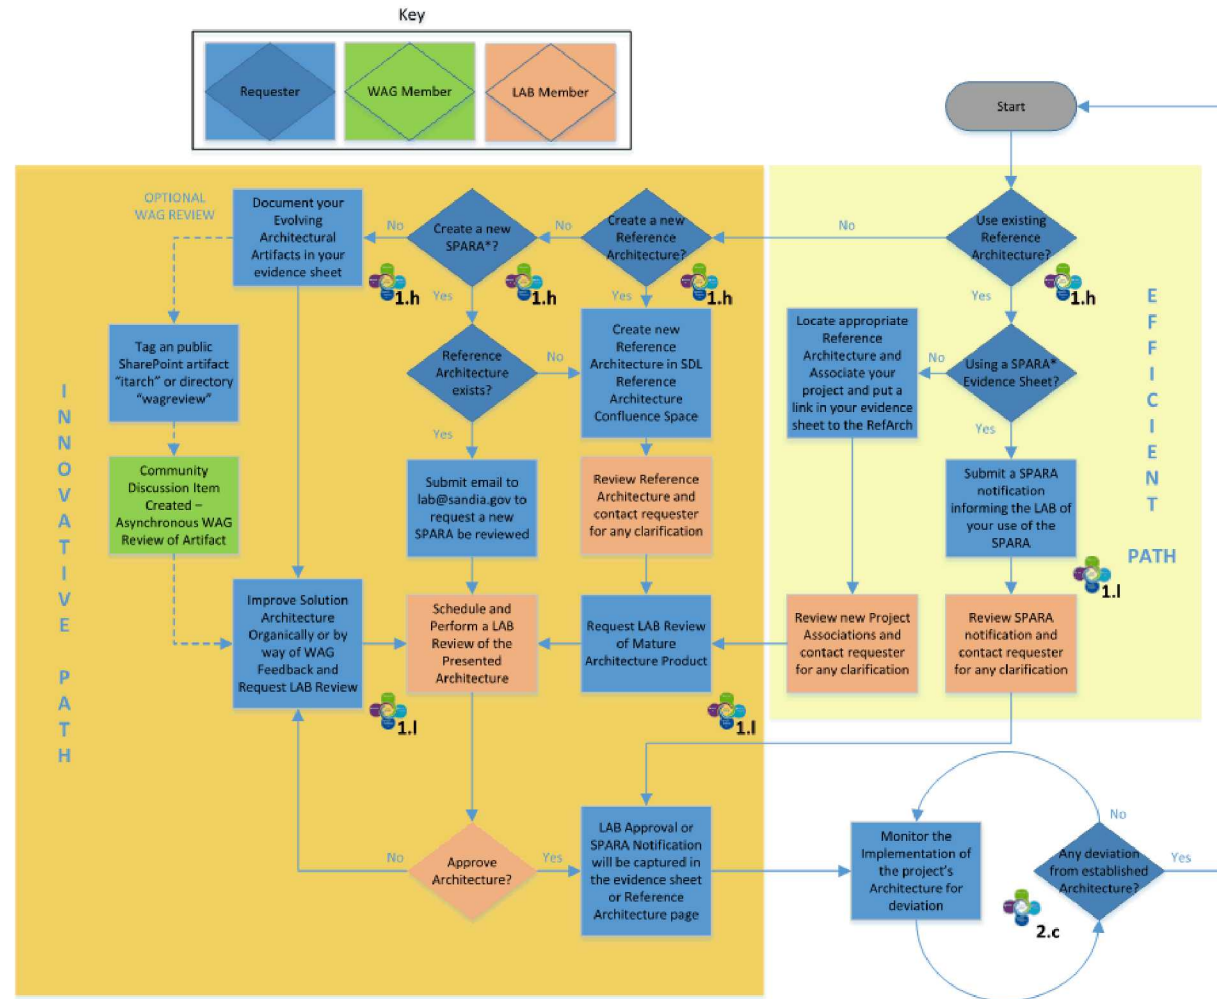 Key
Requester
WAG Member
LAB Member
Start
OPTIONAL
WAG REVIEW
Document your
Evolving
Architectural
Artifacts in your
evidence sheet
1.h
No
Create a new
SPARA*?
1.h
Yes
No
Create a new
Reference
Architecture?
1.h
Yes
No
Use existing
Reference
Architecture?
1.h
Yes
Tag an public
SharePoint artifact
“itarch” or directory
“wagreview”
Reference
Architecture
exists?
No
Yes
Create new
Reference
Architecture in SDL
Reference
Architecture
Confluence Space
Locate appropriate
Reference
Architecture and
Associate your
project and put a
link in your evidence
sheet to the RefArch
No
Using a SPARA*
Evidence Sheet?
Yes
Community
Discussion Item
Created –
Asynchronous WAG
Review of Artifact
Submit email to
lab@sandia.gov to
request a new
SPARA be reviewed
Review Reference
Architecture and
contact requester
for any clarification
Submit a SPARA
notification
informing the LAB of
your use of the
SPARA
1.l
EFFICIENT
PATH
INNOVATIVE
PATH
Improve Solution
Architecture
Organically or by
way of WAG
Feedback and
Request LAB Review
1.l
Schedule and
Perform a LAB
Review of the
Presented
Architecture
Request LAB Review
of Mature
Architecture Product
1.l
Review new Project
Associations and
contact requester
for any clarification
Review SPARA
notification and
contact requester
for any clarification
No
Approve
Architecture?
Yes
LAB Approval or
SPARA Notification
will be captured in
the evidence sheet
or Reference
Architecture page
Monitor the
Implementation of
the project’s
Architecture for
deviation
2.c
No
Any deviation
from established
Architecture?
Yes